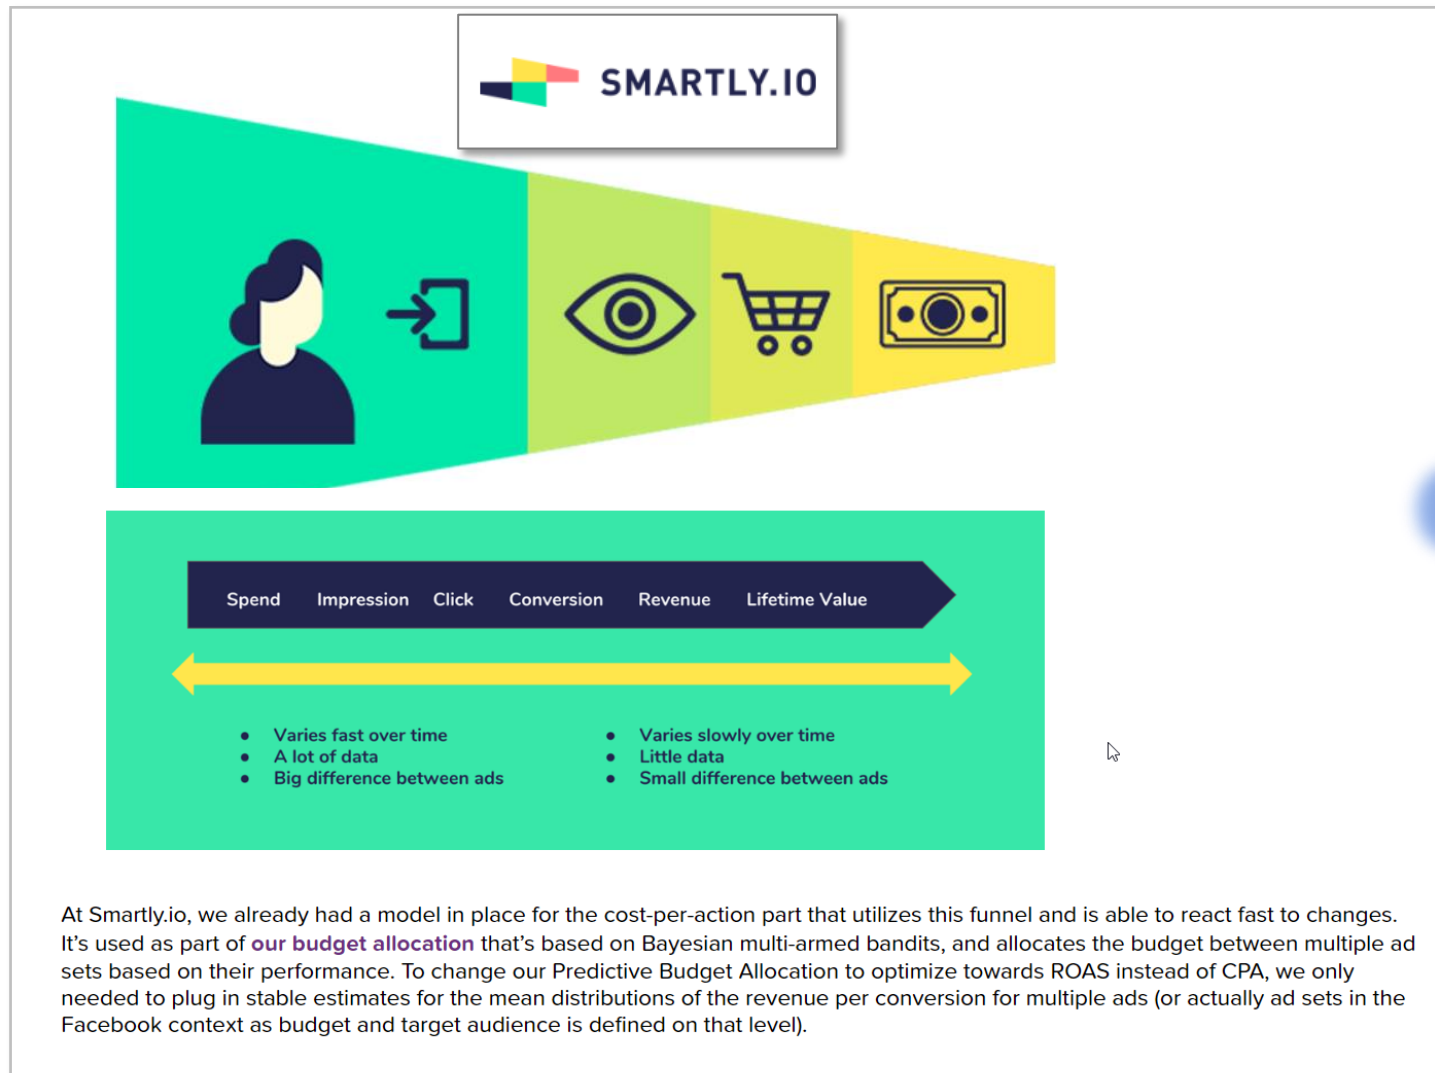 SMARTLY.IO
Spend Impression Click Conversion Revenue Lifetime Value
● Varies fast over time
● A lot of data
● Big difference between ads
● Varies slowly over time
● Little data
● Small difference between ads
At Smartly.io, we already had a model in place for the cost-per-action part that utilizes this funnel and is able to react fast to changes.
It’s used as part of our budget allocation that’s based on Bayesian multi-armed bandits, and allocates the budget between multiple ad
sets based on their performance. To change our Predictive Budget Allocation to optimize towards ROAS instead of CPA, we only
needed to plug in stable estimates for the mean distributions of the revenue per conversion for multiple ads (or actually ad sets in the
Facebook context as budget and target audience is defined on that level).